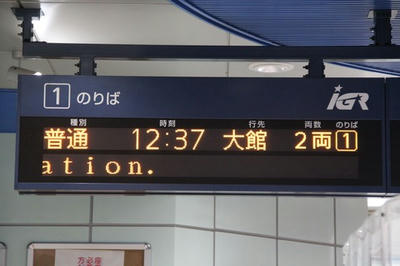 1 のりば
IGR
種別 時刻 行先 両数 のりば
普通 12:37 大館 2両 1
ation.